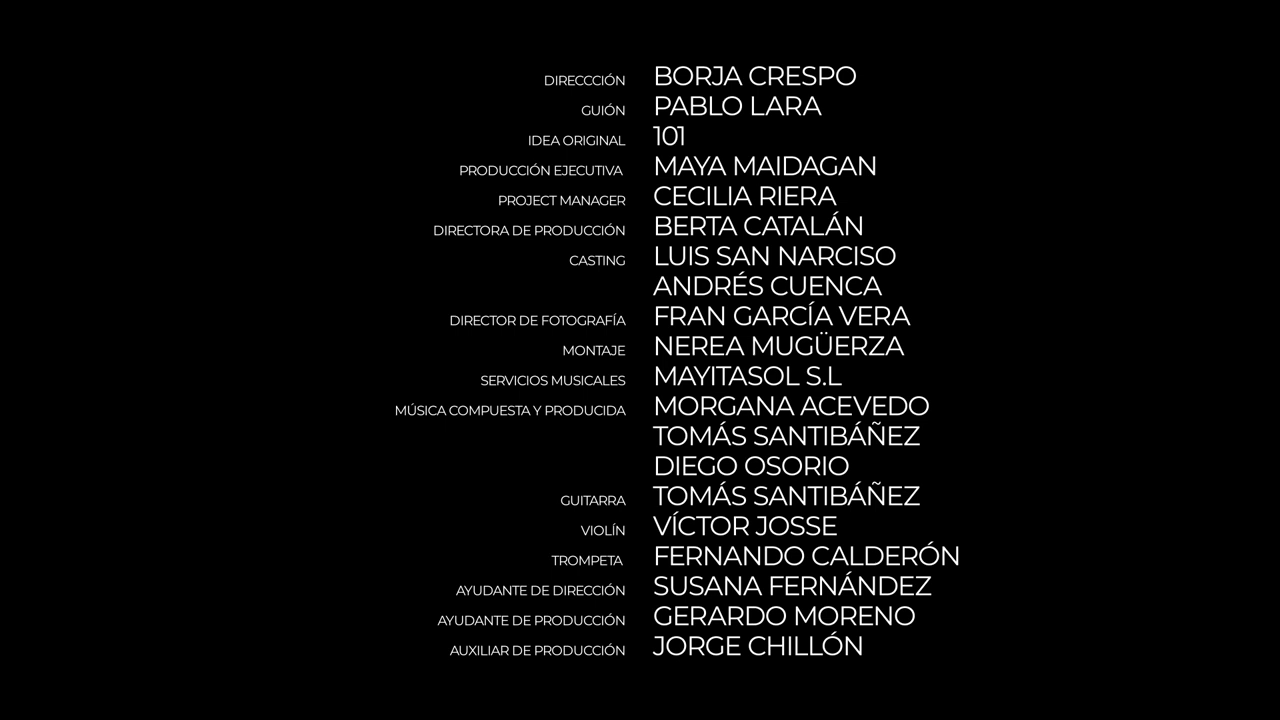 DIRECCCIÓN BORJA CRESPO
GUIÓN PABLO LARA
IDEA ORIGINAL 101
PRODUCCIÓN EJECUTIVA MAYA MAIDAGAN
PROJECT MANAGER CECILIA RIERA
DIRECTORA DE PRODUCCIÓN BERTA CATALÁN
CASTING LUIS SAN NARCISO
ANDRÉS CUENCA
DIRECTOR DE FOTOGRAFÍA FRAN GARCÍA VERA
MONTAJE NEREA MUGÜERZA
SERVICIOS MUSICALES MAYITASOL S.L
MÚSICA COMPUESTA Y PRODUCIDA MORGANA ACEVEDO
TOMÁS SANTIBÁÑEZ
DIEGO OSORIO
GUITARRA TOMÁS SANTIBÁÑEZ
VIOLÍN VÍCTOR JOSSE
TROMPETA FERNANDO CALDERÓN
AYUDANTE DE DIRECCIÓN SUSANA FERNÁNDEZ
AYUDANTE DE PRODUCCIÓN GERARDO MORENO
AUXILIAR DE PRODUCCIÓN JORGE CHILLÓN